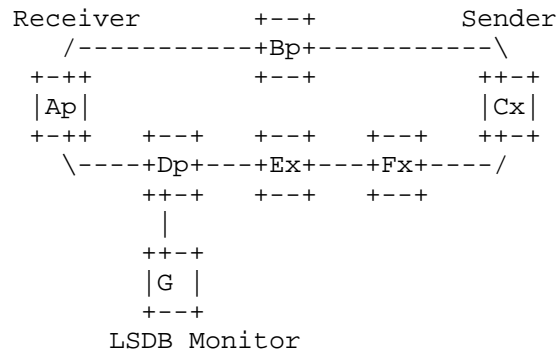 Receiver          +--+          Sender
    /-----------+Bp+-----------\
  +-++          +--+          ++-+
  |Ap|                        |Cx|
  +-++   +--+   +--+   +--+   ++-+
    \----+Dp+---+Ex+---+Fx+----/
         ++-+   +--+   +--+
          |
         ++-+
         |G |
         +--+
      LSDB Monitor